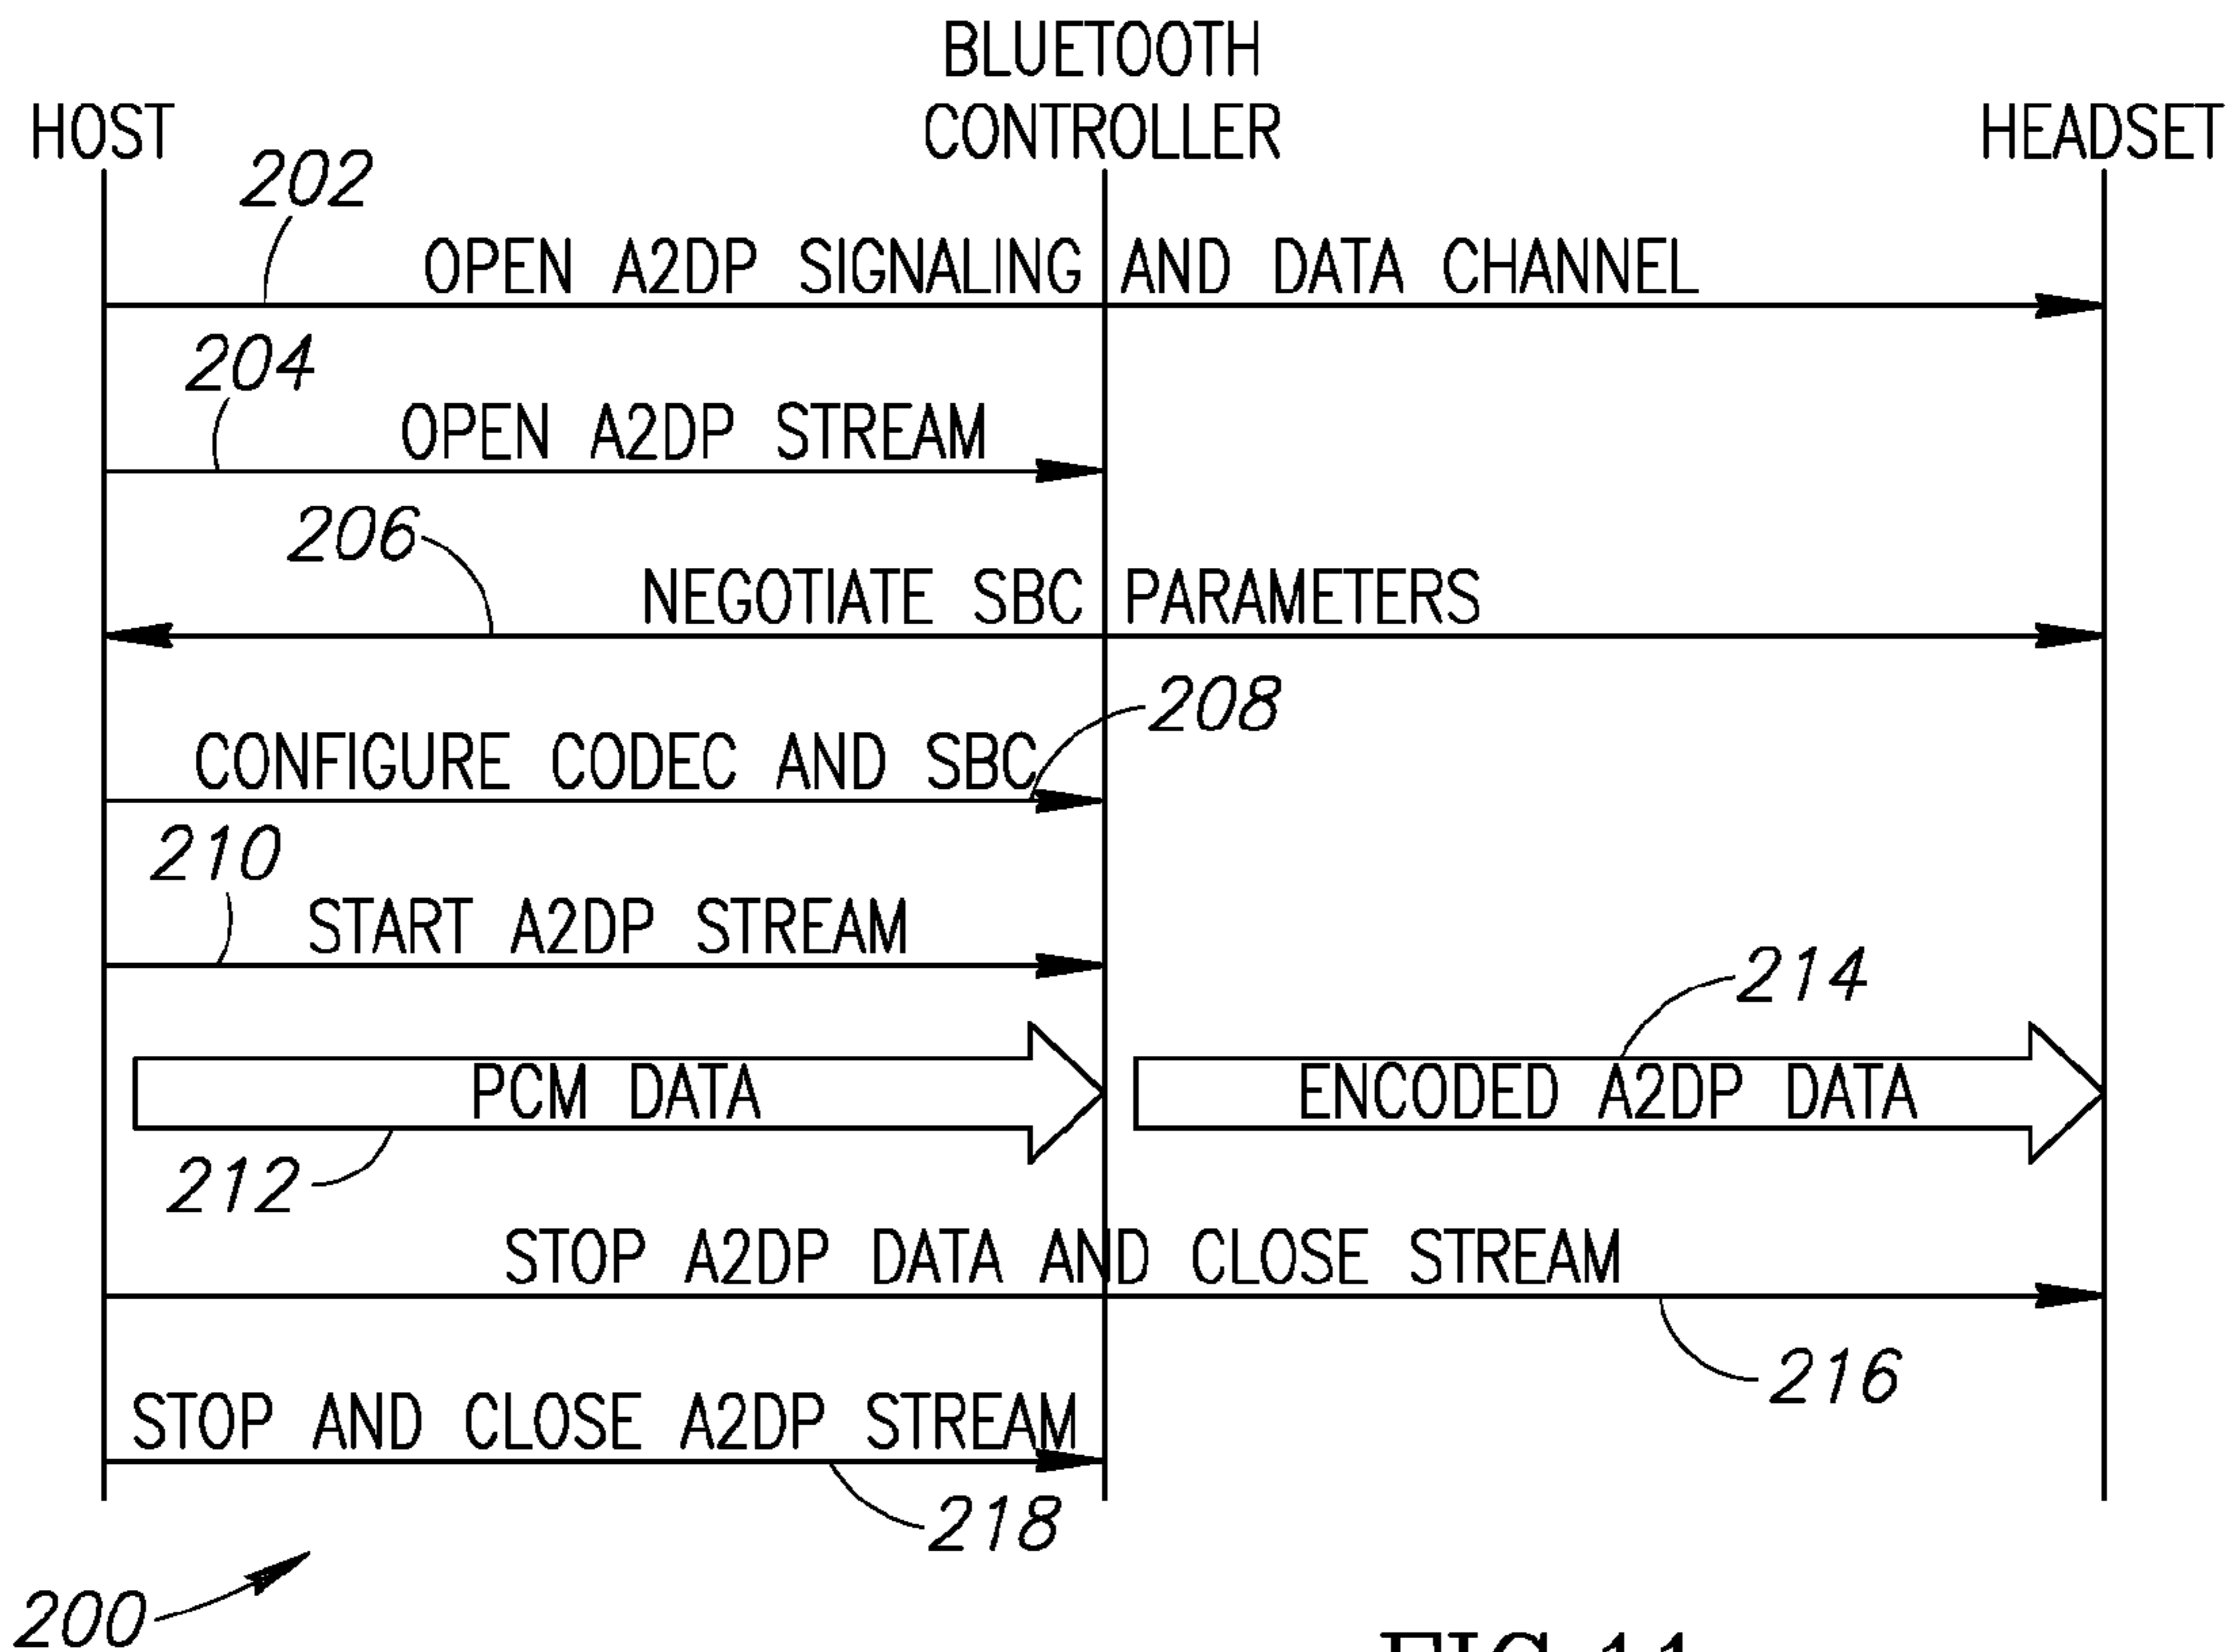 BLUETOOTH
CONTROLLER
HOST
HEADSET
202
OPEN A2DP SIGNALING AND DATA CHANNEL
204
OPEN A2DP STREAM
206
NEGOTIATE SBC PARAMETERS
208
CONFIGURE CODEC AND SBC
210
START A2DP STREAM
214
PCM DATA
ENCODED A2DP DATA
212
STOP A2DP DATA AND CLOSE STREAM
216
STOP AND CLOSE A2DP STREAM
218
200
FIG.11